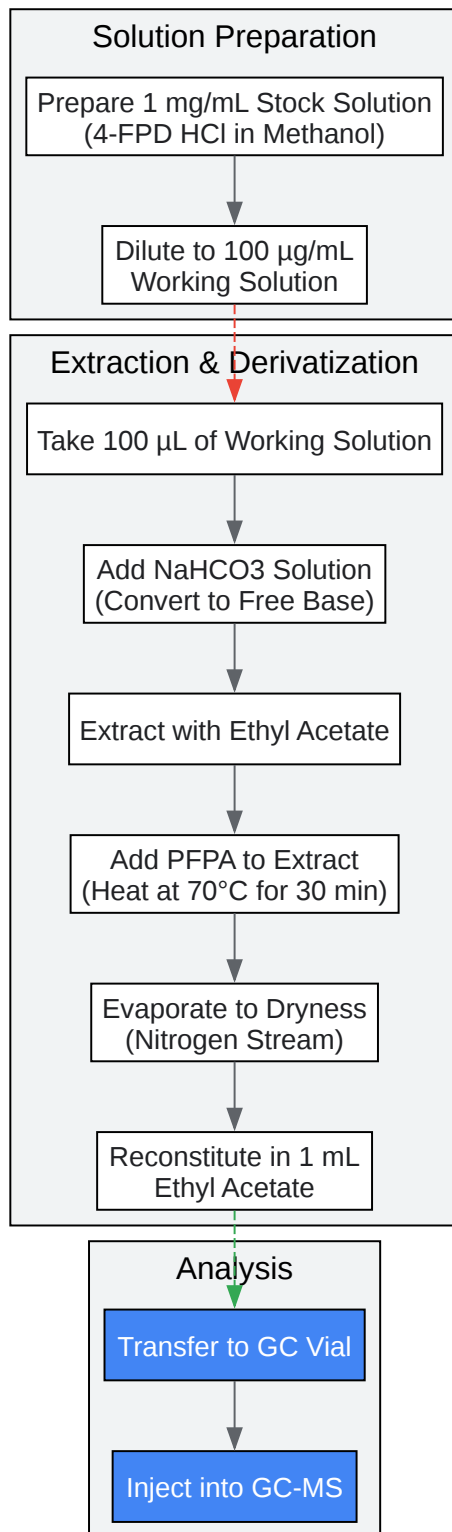 Solution Preparation
Prepare 1 mg/mL Stock Solution
(4-FPD HCl in Methanol)
Dilute to 100 µg/mL
Working Solution
Extraction & Derivatization
Take 100 µL of Working Solution
Add NaHCO3 Solution
(Convert to Free Base)
Extract with Ethyl Acetate
Add PFPA to Extract
(Heat at 70°C for 30 min)
Evaporate to Dryness
(Nitrogen Stream)
Reconstitute in 1 mL
Ethyl Acetate
Analysis
Transfer to GC Vial
Inject into GC-MS